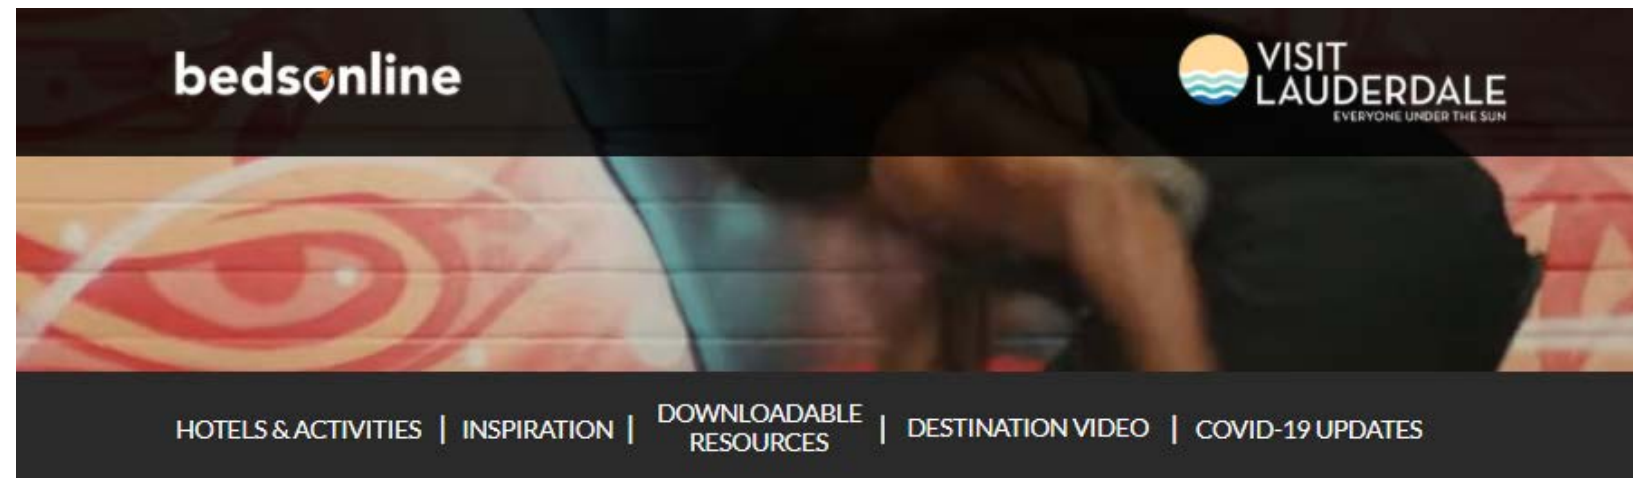 bedsonline
VISIT
LAUDERDALE
EVERYONE UNDER THE SUN
HOTELS & ACTIVITIES | INSPIRATION | DOWNLOADABLE RESOURCES | DESTINATION VIDEO | COVID-19 UPDATES